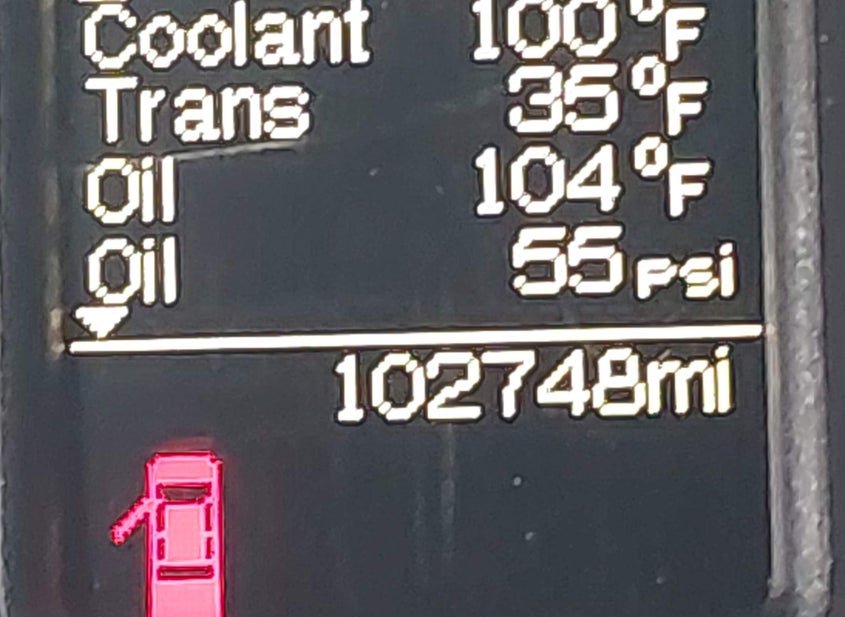 Coolant 100°F
Trans 35°F
Oil 104°F
Oil 55psi
102748mi